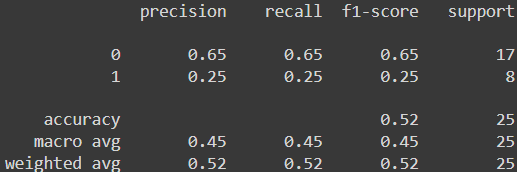 precision recall f1-score support
0 0.65 0.65 0.65 17
1 0.25 0.25 0.25 8
accuracy 0.52 25
macro avg 0.45 0.45 0.45 25
weighted avg 0.52 0.52 0.52 25